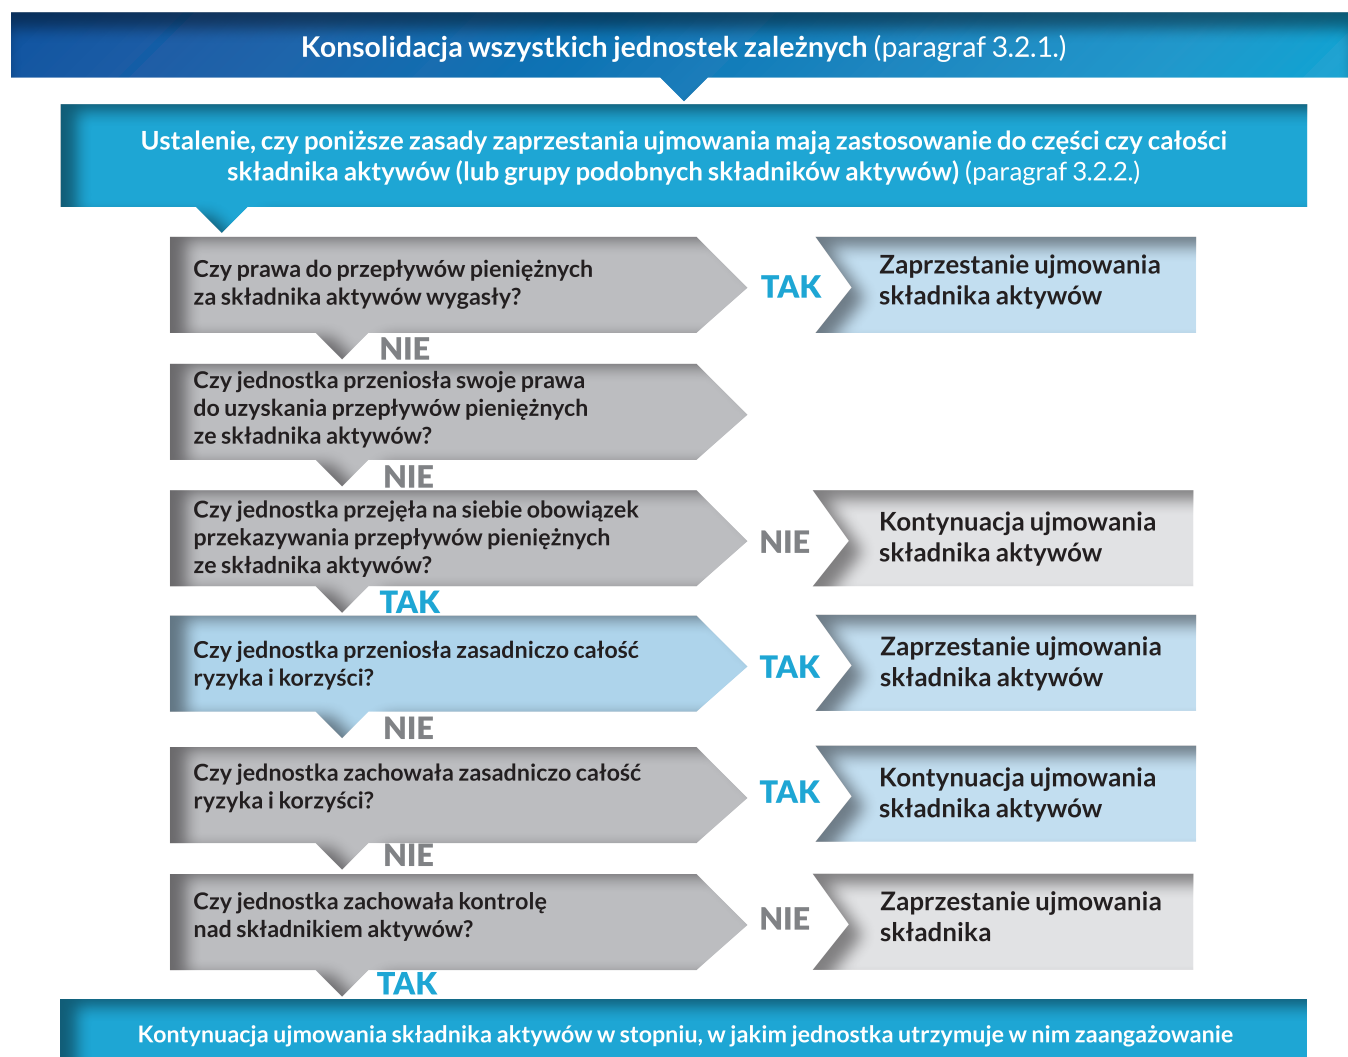 Konsolidacja wszystkich jednostek zależnych (paragraf 3.2.1.)
Ustalenie, czy poniższe zasady zaprzestania ujmowania mają zastosowanie do części czy całości
składnika aktywów (lub grupy podobnych składników aktywów) (paragraf 3.2.2.)
Czy prawa do przepływów pieniężnych
za składnika aktywów wygasły?
TAK
Zaprzestanie ujmowania
składnika aktywów
NIE
Czy jednostka przeniosła swoje prawa
do uzyskania przepływów pieniężnych
ze składnika aktywów?
NIE
Czy jednostka przejęła na siebie obowiązek
przekazywania przepływów pieniężnych
ze składnika aktywów?
NIE
Kontynuacja ujmowania
składnika aktywów
TAK
Czy jednostka przeniosła zasadniczo całość
ryzyka i korzyści?
TAK
Zaprzestanie ujmowania
składnika aktywów
NIE
Czy jednostka zachowała zasadniczo całość
ryzyka i korzyści?
TAK
Kontynuacja ujmowania
składnika aktywów
NIE
Czy jednostka zachowała kontrolę
nad składnikiem aktywów?
NIE
Zaprzestanie ujmowania
składnika
TAK
Kontynuacja ujmowania składnika aktywów w stopniu, w jakim jednostka utrzymuje w nim zaangażowanie